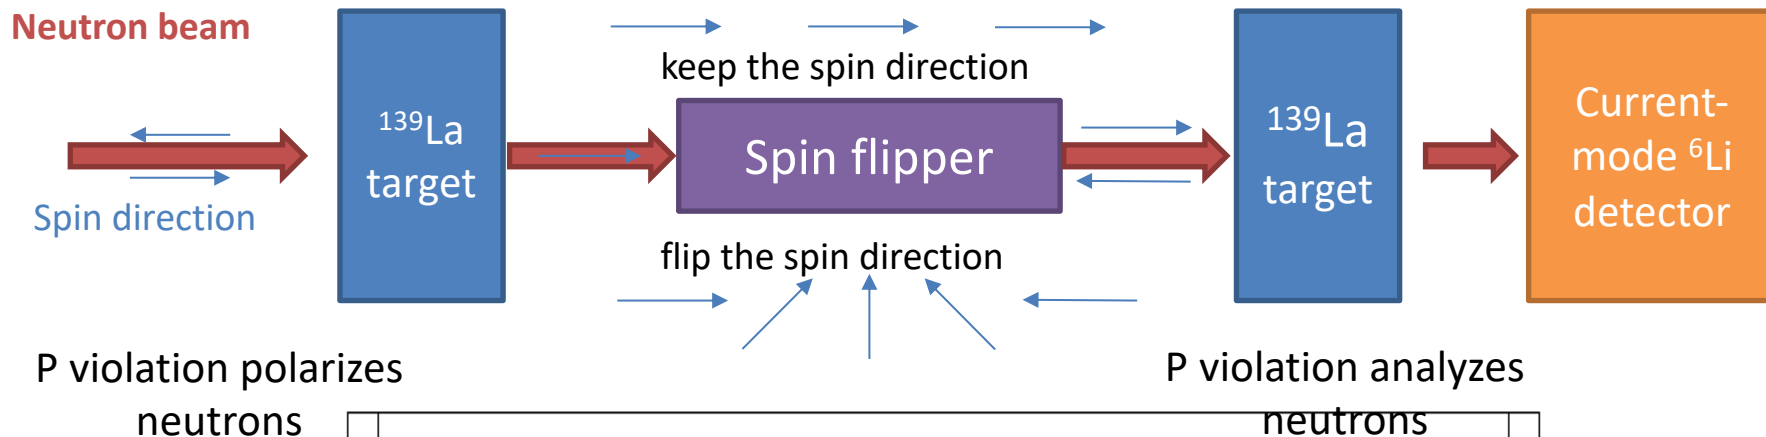 Neutron beam
keep the spin direction
¹³⁹La
target
Spin flipper
¹³⁹La
target
Current-
mode ⁶Li
detector
Spin direction
flip the spin direction
P violation polarizes
neutrons
P violation analyzes
neutrons